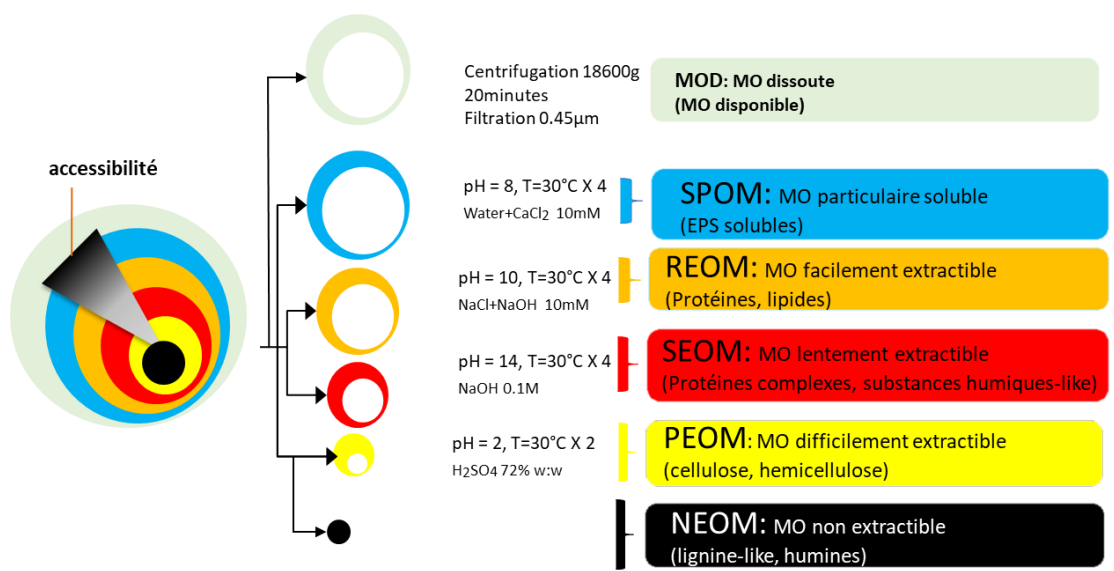 accessibilité
Centrifugation 18600g
20minutes
Filtration 0.45µm
MOD: MO dissoute
(MO disponible)
pH = 8, T=30°C X 4
Water+CaCl₂ 10mM
SPOM: MO particulaire soluble
(EPS solubles)
pH = 10, T=30°C X 4
NaCl+NaOH 10mM
REOM: MO facilement extractible
(Protéines, lipides)
pH = 14, T=30°C X 4
NaOH 0.1M
SEOM: MO lentement extractible
(Protéines complexes, substances humiques-like)
pH = 2, T=30°C X 2
H₂SO₄ 72% w:w
PEOM: MO difficilement extractible
(cellulose, hemicellulose)
NEOM: MO non extractible
(lignine-like, humines)